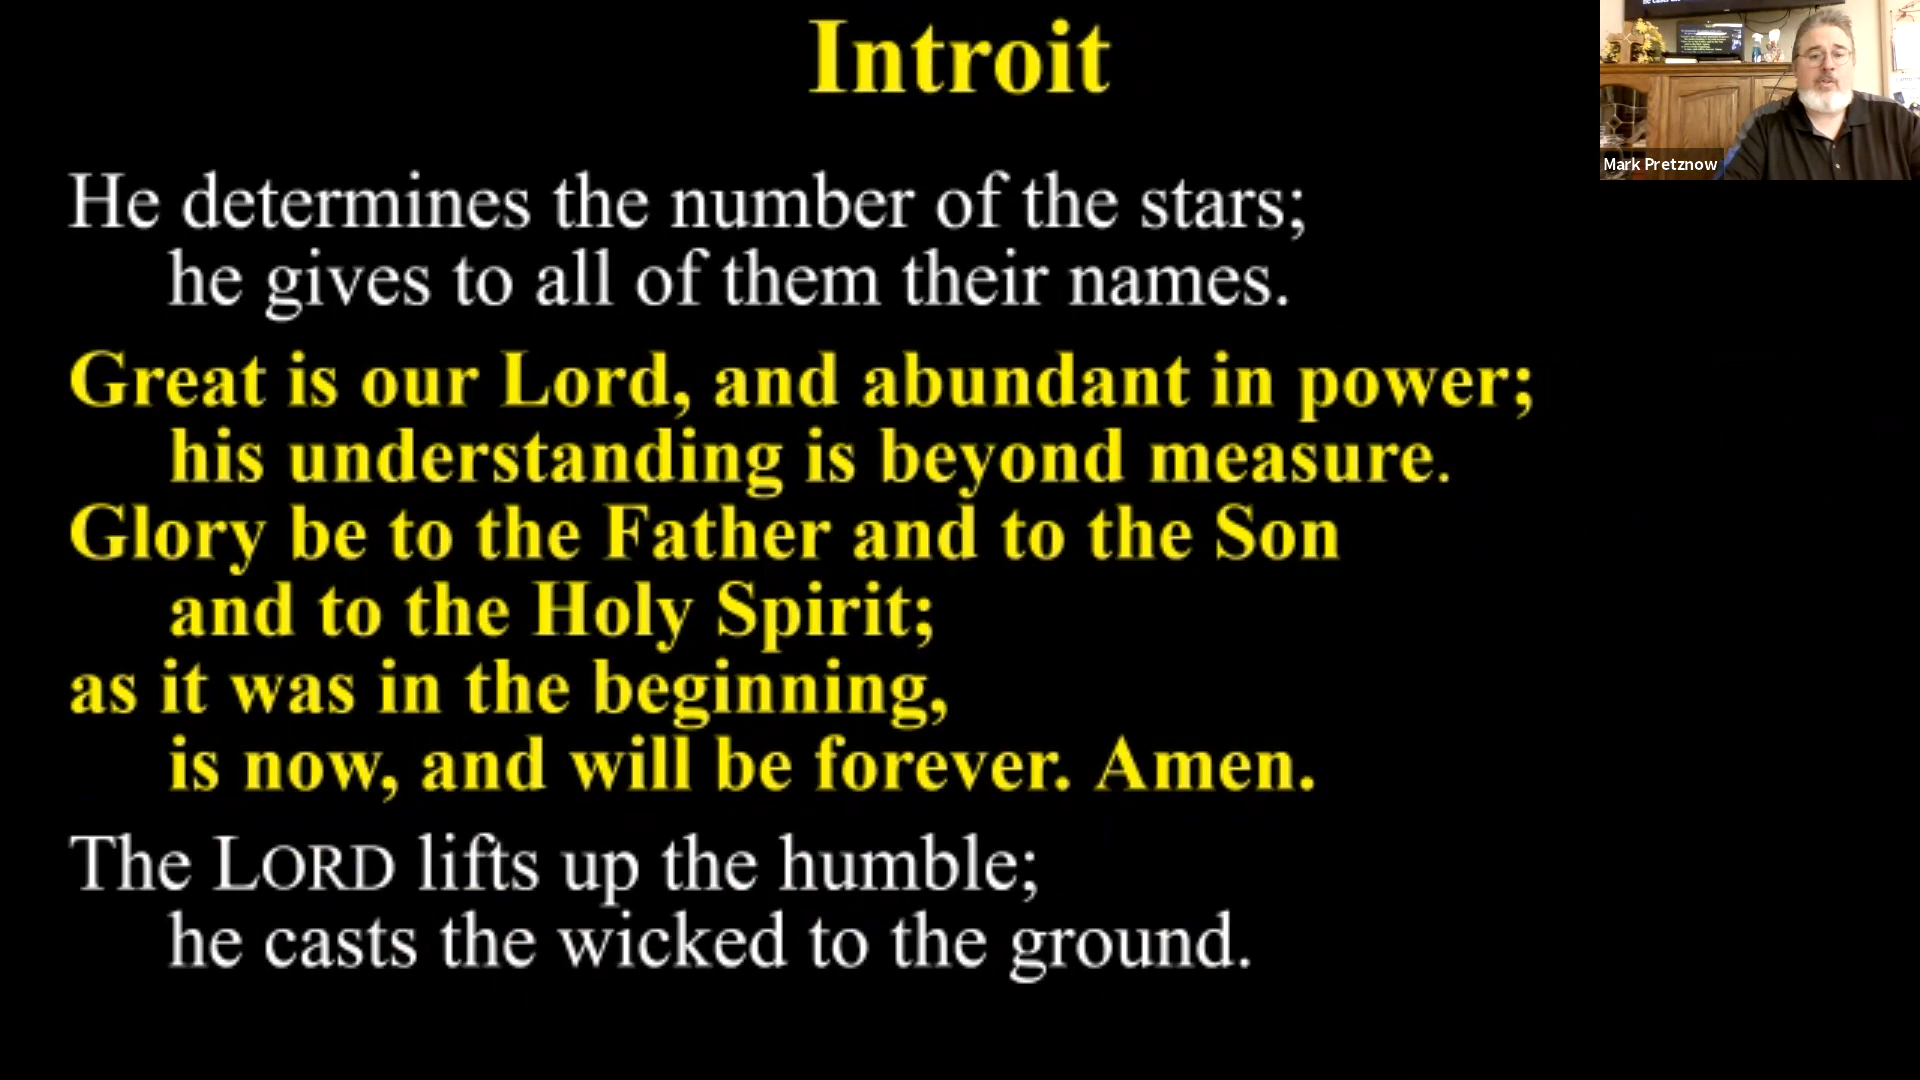 Introit
He determines the number of the stars;
he gives to all of them their names.
Great is our Lord, and abundant in power;
his understanding is beyond measure.
Glory be to the Father and to the Son
and to the Holy Spirit;
as it was in the beginning,
is now, and will be forever. Amen.
The LORD lifts up the humble;
he casts the wicked to the ground.
Mark Pretznow